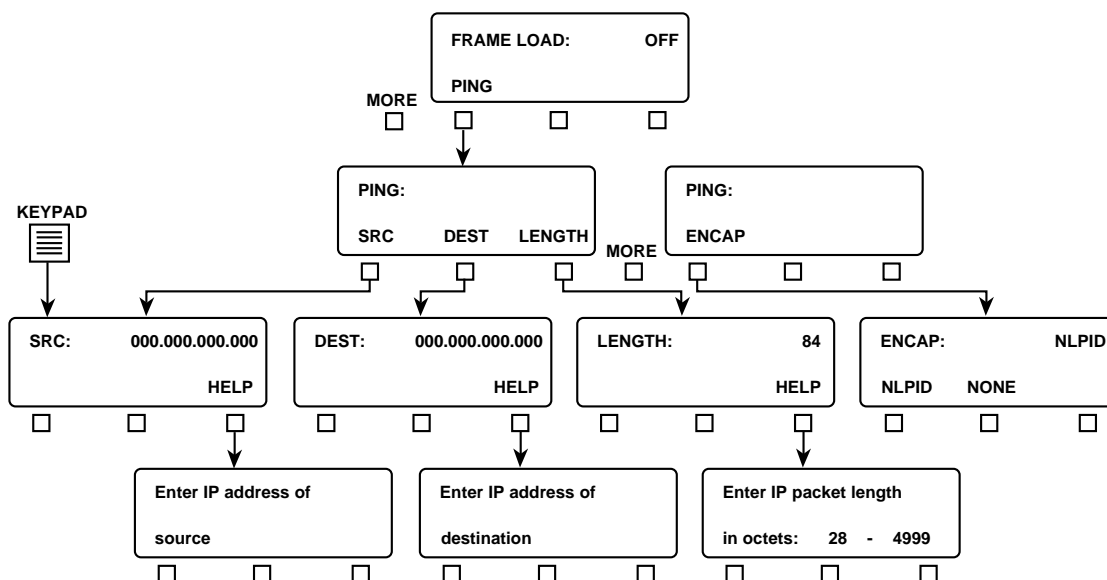 FRAME LOAD: OFF
PING
MORE
PING:
SRC DEST LENGTH
MORE
PING:
ENCAP
KEYPAD
SRC: 000.000.000.000
HELP
DEST: 000.000.000.000
HELP
LENGTH: 84
HELP
ENCAP: NLPID
NLPID NONE
Enter IP address of
source
Enter IP address of
destination
Enter IP packet length
in octets: 28 - 4999